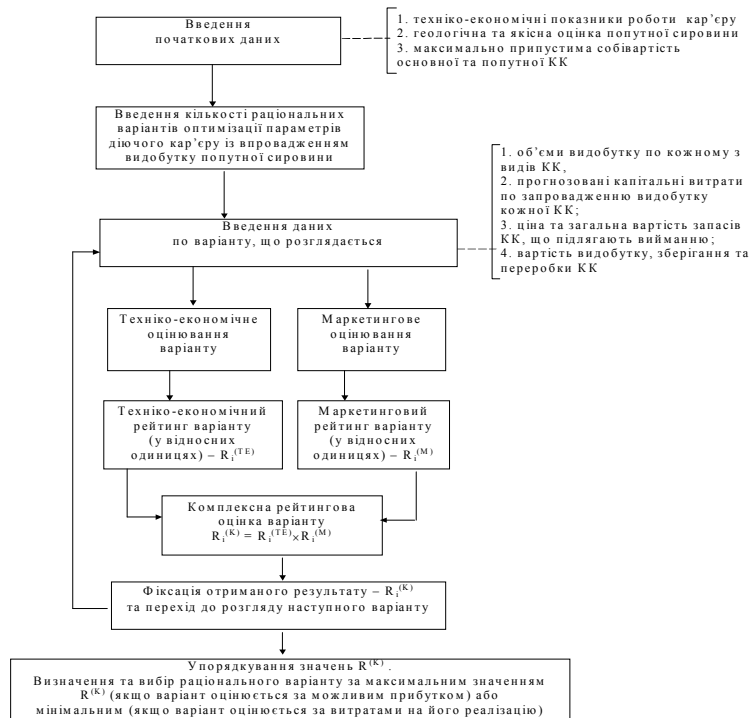 Введення
початкових даних
1. техніко-економічні показники роботи кар’єру
2. геологічна та якісна оцінка попутної сировини
3. максимально припустима собівартість
основної та попутної КК
Введення кількості раціональних
варіантів оптимізації параметрів
діючого кар’єру із впровадженням
видобутку попутної сировини
1. об’єми видобутку по кожному з
видів КК,
2. прогнозовані капітальні витрати
по запровадженню видобутку
кожної КК;
3. ціна та загальна вартість запасів
КК, що підлягають вийманню;
4. вартість видобутку, зберігання та
переробки КК
Введення даних
по варіанту, що розглядається
Техніко-економічне
оцінювання
варіанту
Маркетингове
оцінювання
варіанту
Техніко-економічний
рейтинг варіанту
(у відносних
одиницях) – Rᵢ⁽ᵀᴱ⁾
Маркетинговий
рейтинг варіанту
(у відносних
одиницях) – Rᵢ⁽ᴹ⁾
Комплексна рейтингова
оцінка варіанту
Rᵢ⁽ᴷ⁾ = Rᵢ⁽ᵀᴱ⁾×Rᵢ⁽ᴹ⁾
Фіксація отриманого результату – Rᵢ⁽ᴷ⁾
та перехід до розгляду наступного варіанту
Упорядкування значень R⁽ᴷ⁾ .
Визначення та вибір раціонального варіанту за максимальним значенням
R⁽ᴷ⁾ (якщо варіант оцінюється за можливим прибутком) або
мінімальним (якщо варіант оцінюється за витратами на його реалізацію)